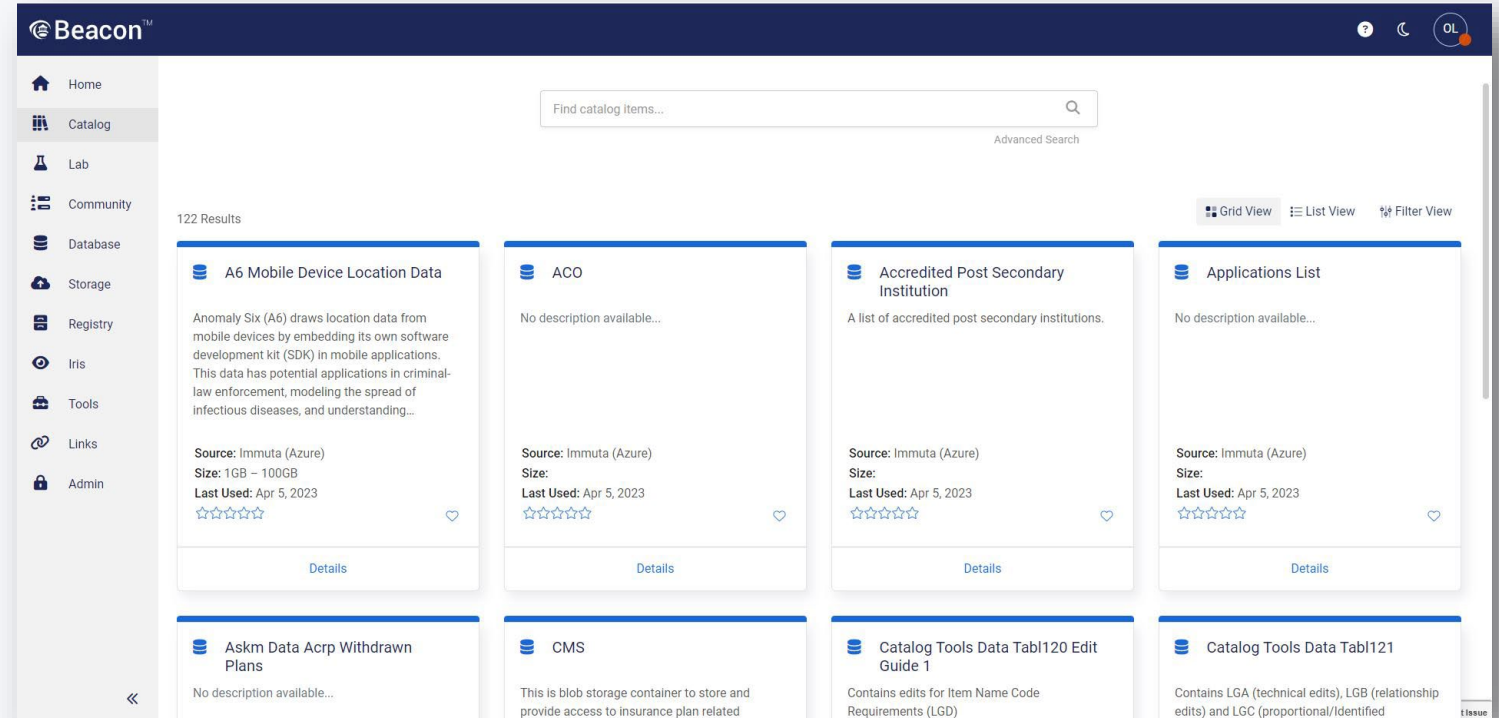 Beacon™
OL
Home
Catalog
Lab
Community
Database
Storage
Registry
Iris
Tools
Links
Admin
Find catalog items...
Advanced Search
122 Results
Grid View
List View
Filter View
A6 Mobile Device Location Data
Anomaly Six (A6) draws location data from
mobile devices by embedding its own software
development kit (SDK) in mobile applications.
This data has potential applications in criminal-
law enforcement, modeling the spread of
infectious diseases, and understanding...
Source: Immuta (Azure)
Size: 1GB – 100GB
Last Used: Apr 5, 2023
Details
ACO
No description available...
Source: Immuta (Azure)
Size:
Last Used: Apr 5, 2023
Details
Accredited Post Secondary
Institution
A list of accredited post secondary institutions.
Source: Immuta (Azure)
Size:
Last Used: Apr 5, 2023
Details
Applications List
No description available...
Source: Immuta (Azure)
Size:
Last Used: Apr 5, 2023
Details
Askm Data Acrp Withdrawn
Plans
No description available...
CMS
This is blob storage container to store and
provide access to insurance plan related
Catalog Tools Data Tabl120 Edit
Guide 1
Contains edits for Item Name Code
Requirements (LGD)
Catalog Tools Data Tabl121
Contains LGA (technical edits), LGB (relationship
edits) and LGC (proportional/Identified
t Issue